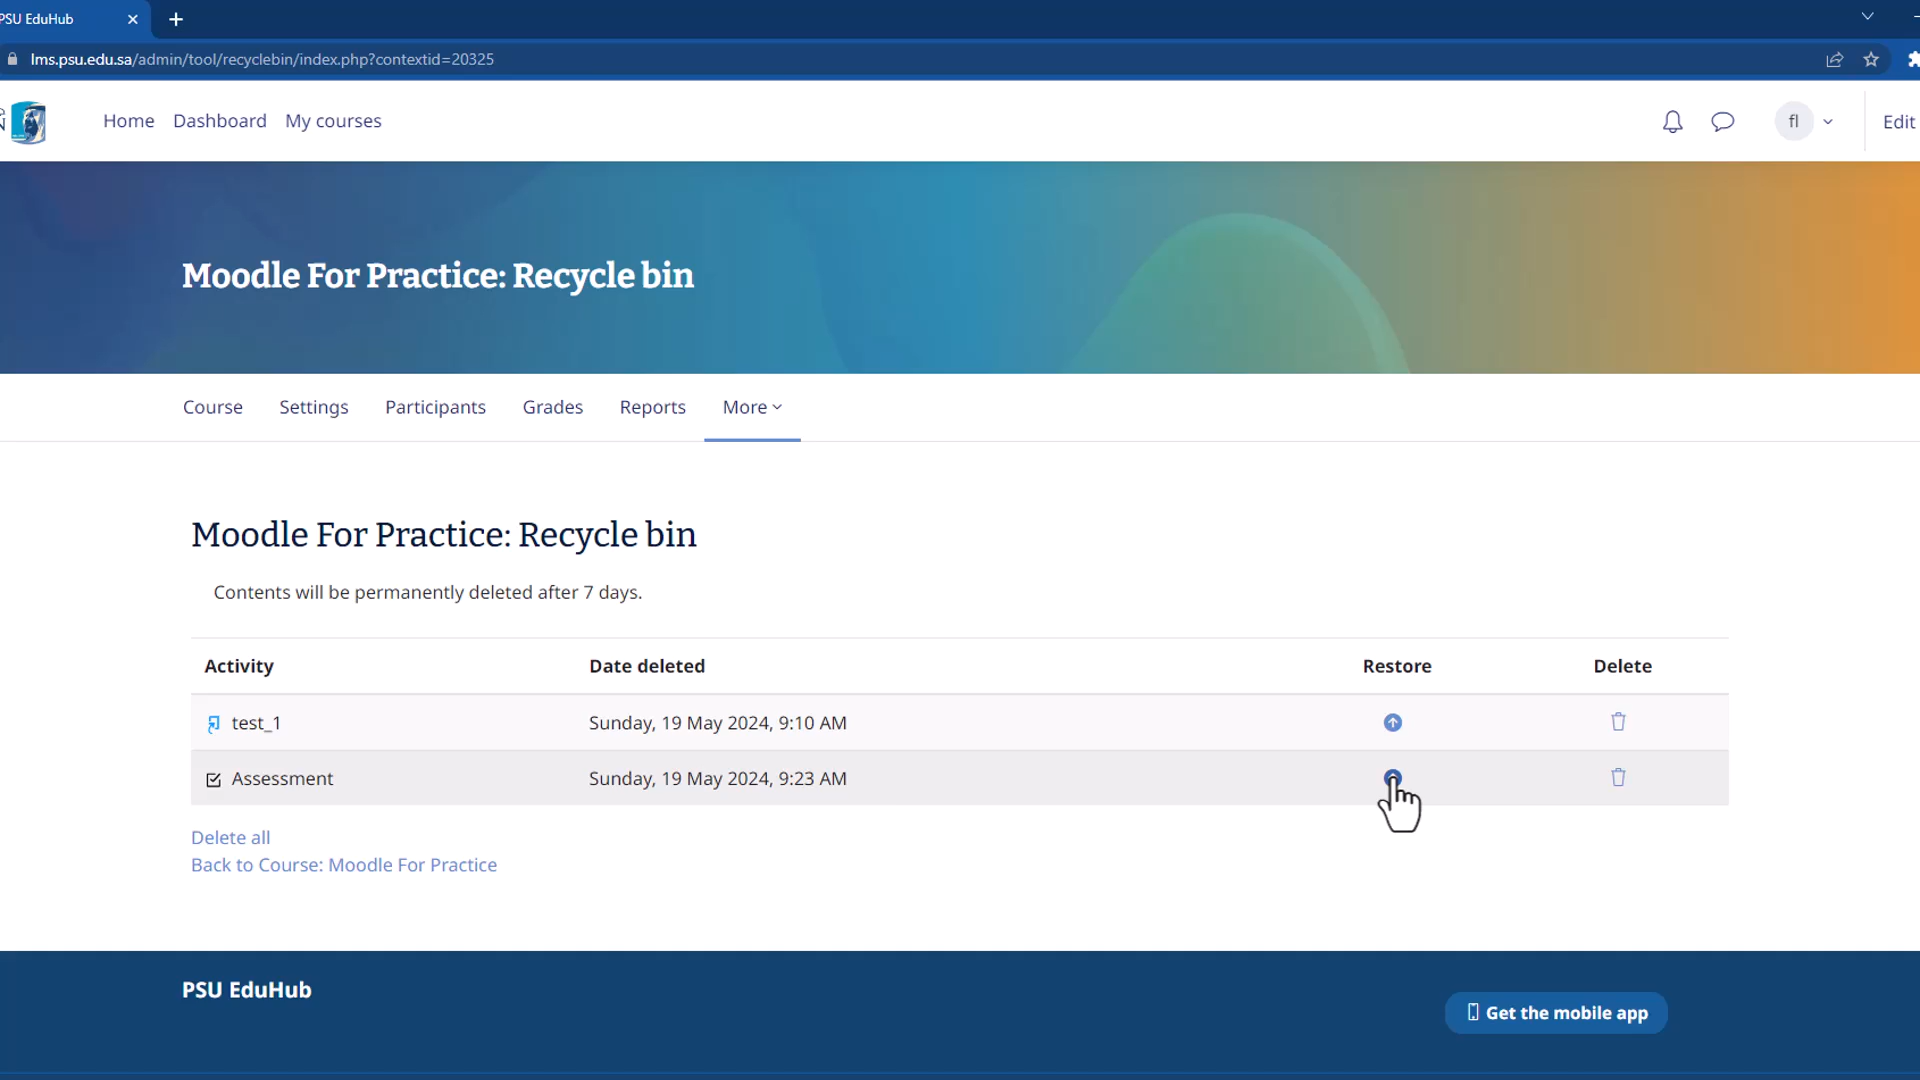 PSU EduHub
lms.psu.edu.sa/admin/tool/recyclebin/index.php?contextid=20325
Home Dashboard My courses
fl
Edit
Moodle For Practice: Recycle bin
Course Settings Participants Grades Reports More
Moodle For Practice: Recycle bin
Contents will be permanently deleted after 7 days.
Activity Date deleted Restore Delete
test_1 Sunday, 19 May 2024, 9:10 AM
Assessment Sunday, 19 May 2024, 9:23 AM
Delete all
Back to Course: Moodle For Practice
PSU EduHub
Get the mobile app